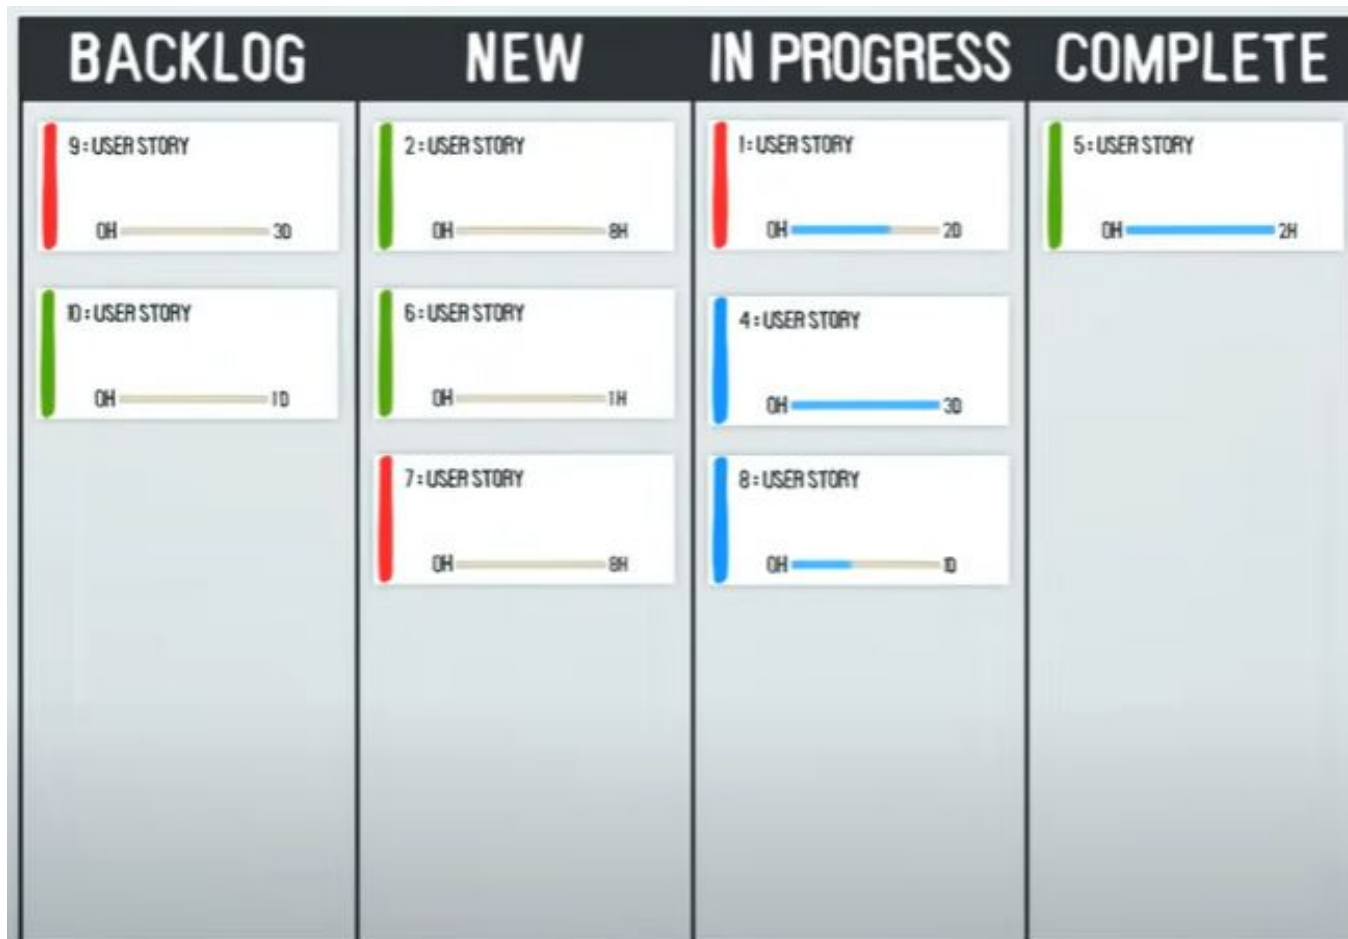 BACKLOG
9: USER STORY
0H 3D
10: USER STORY
0H 1D
NEW
2: USER STORY
0H 8H
6: USER STORY
0H 1H
7: USER STORY
0H 8H
IN PROGRESS
1: USER STORY
0H 2D
4: USER STORY
0H 3D
8: USER STORY
0H 1D
COMPLETE
5: USER STORY
0H 2H